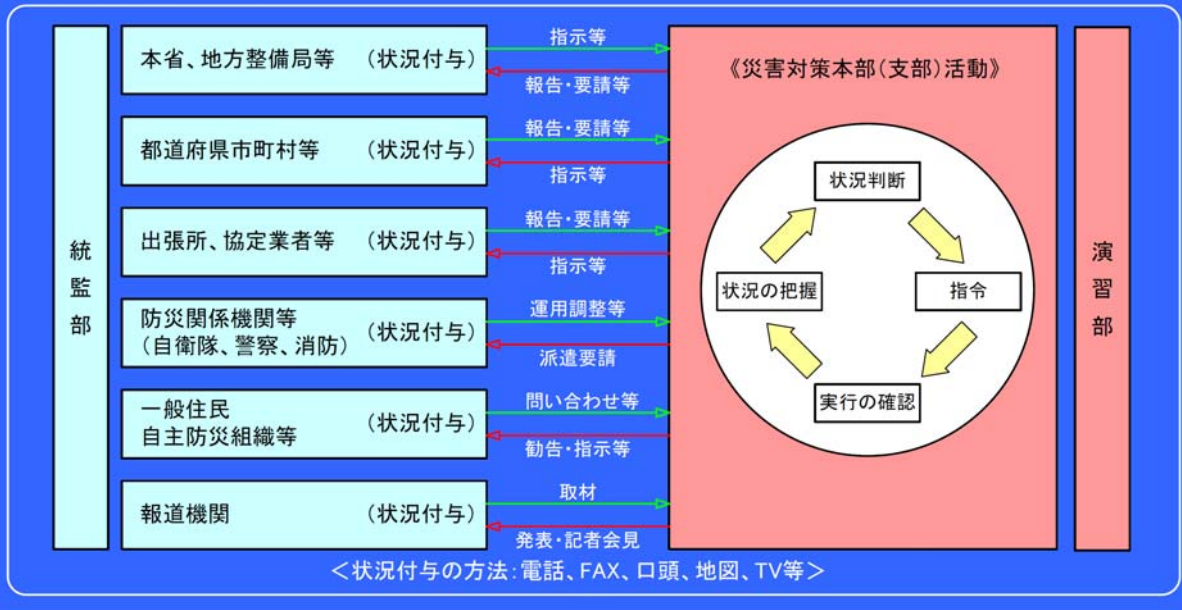 統監部
本省、地方整備局等 (状況付与)
指示等
報告・要請等
都道府県市町村等 (状況付与)
報告・要請等
指示等
出張所、協定業者等 (状況付与)
報告・要請等
指示等
防災関係機関等
(自衛隊、警察、消防) (状況付与)
運用調整等
派遣要請
一般住民
自主防災組織等 (状況付与)
問い合わせ等
勧告・指示等
報道機関 (状況付与)
取材
発表・記者会見
《災害対策本部(支部)活動》
状況判断
指令
実行の確認
状況の把握
演習部
<状況付与の方法:電話、FAX、口頭、地図、TV等>